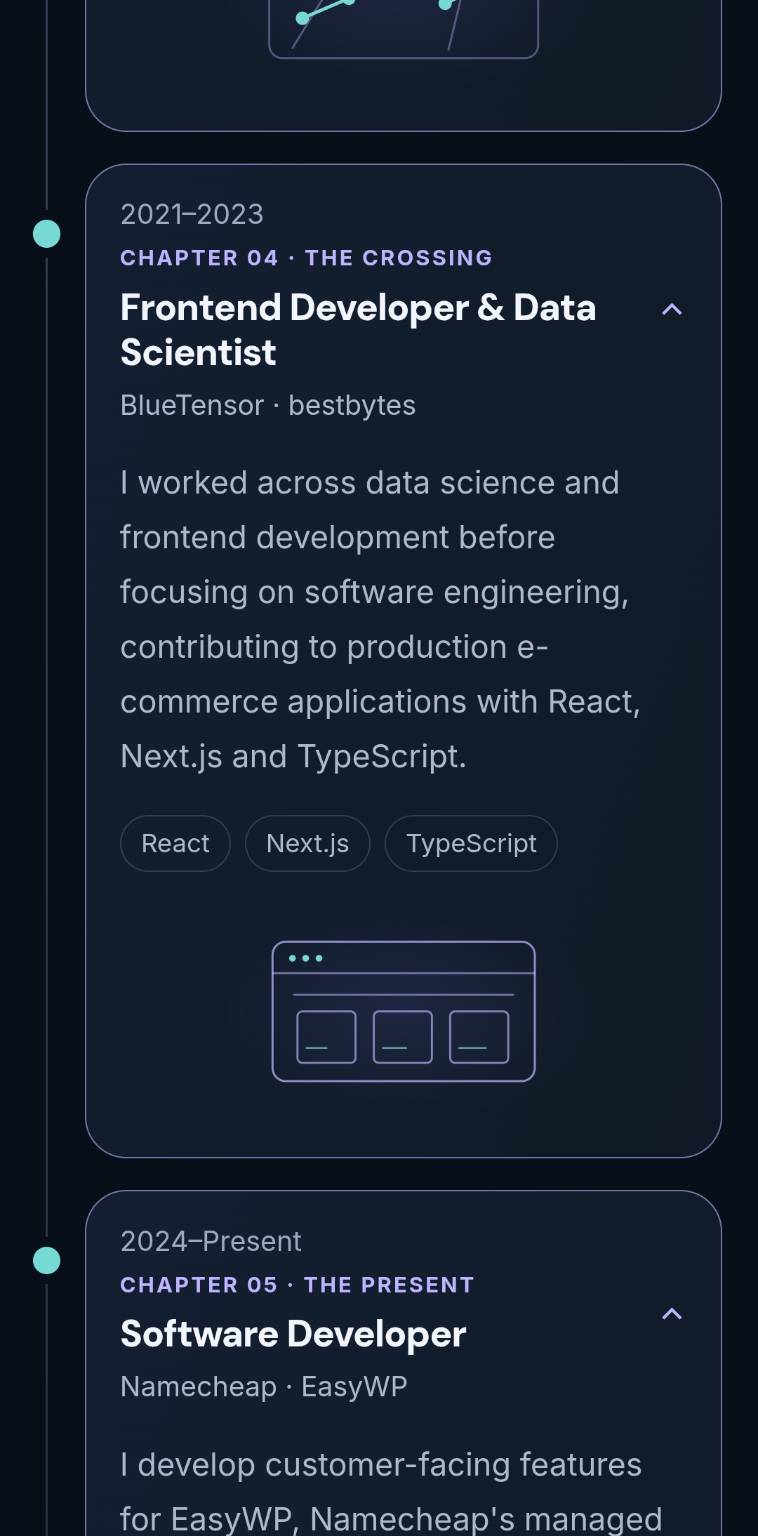 2021–2023
CHAPTER 04 · THE CROSSING
Frontend Developer & Data
Scientist
BlueTensor · bestbytes
I worked across data science and
frontend development before
focusing on software engineering,
contributing to production e-
commerce applications with React,
Next.js and TypeScript.
React Next.js TypeScript
2024–Present
CHAPTER 05 · THE PRESENT
Software Developer
Namecheap · EasyWP
I develop customer-facing features
for EasyWP, Namecheap's managed